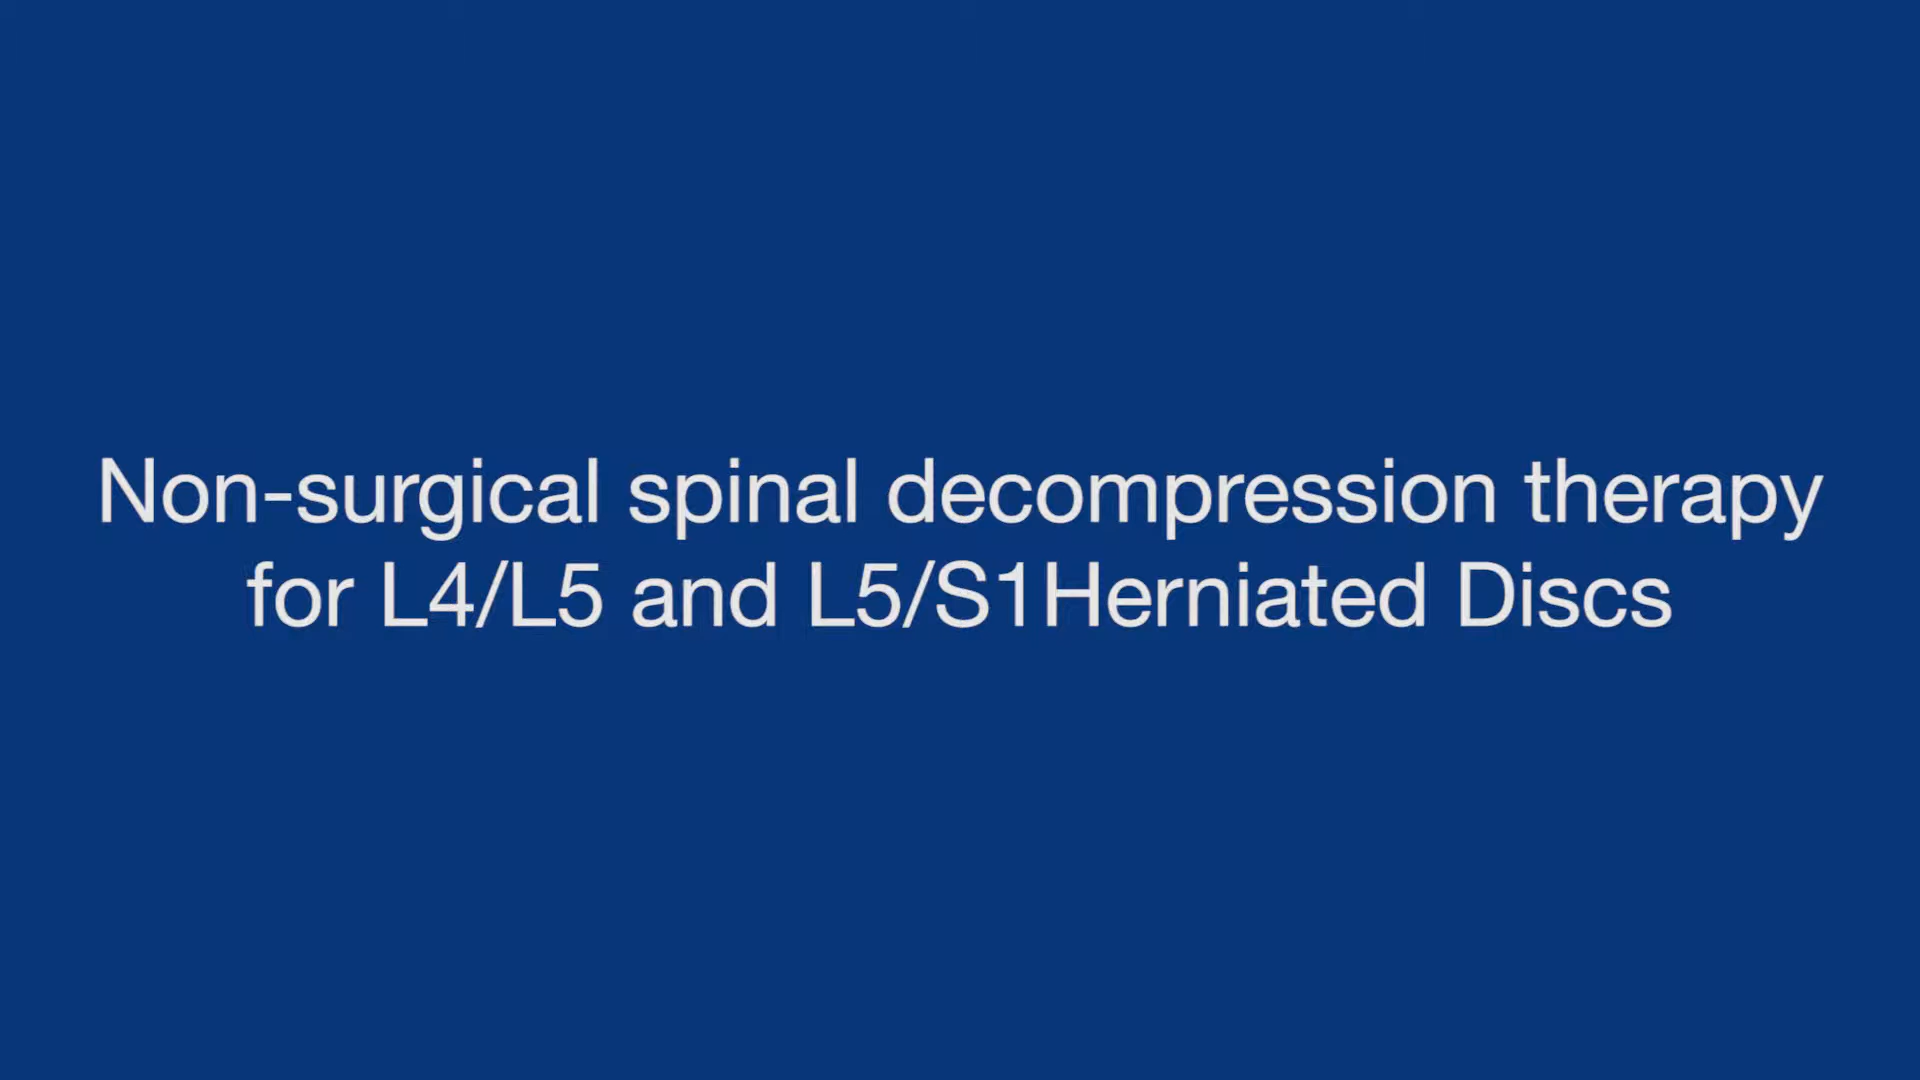 Non-surgical spinal decompression therapy
for L4/L5 and L5/S1Herniated Discs